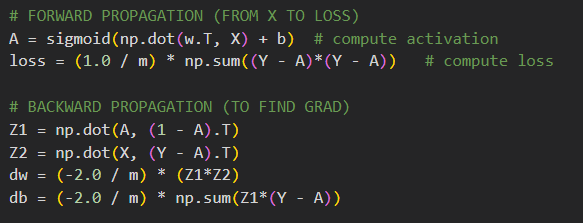 # FORWARD PROPAGATION (FROM X TO LOSS)
A = sigmoid(np.dot(w.T, X) + b)  # compute activation
loss = (1.0 / m) * np.sum((Y - A)*(Y - A))   # compute loss

# BACKWARD PROPAGATION (TO FIND GRAD)
Z1 = np.dot(A, (1 - A).T)
Z2 = np.dot(X, (Y - A).T)
dw = (-2.0 / m) * (Z1*Z2)
db = (-2.0 / m) * np.sum(Z1*(Y - A))